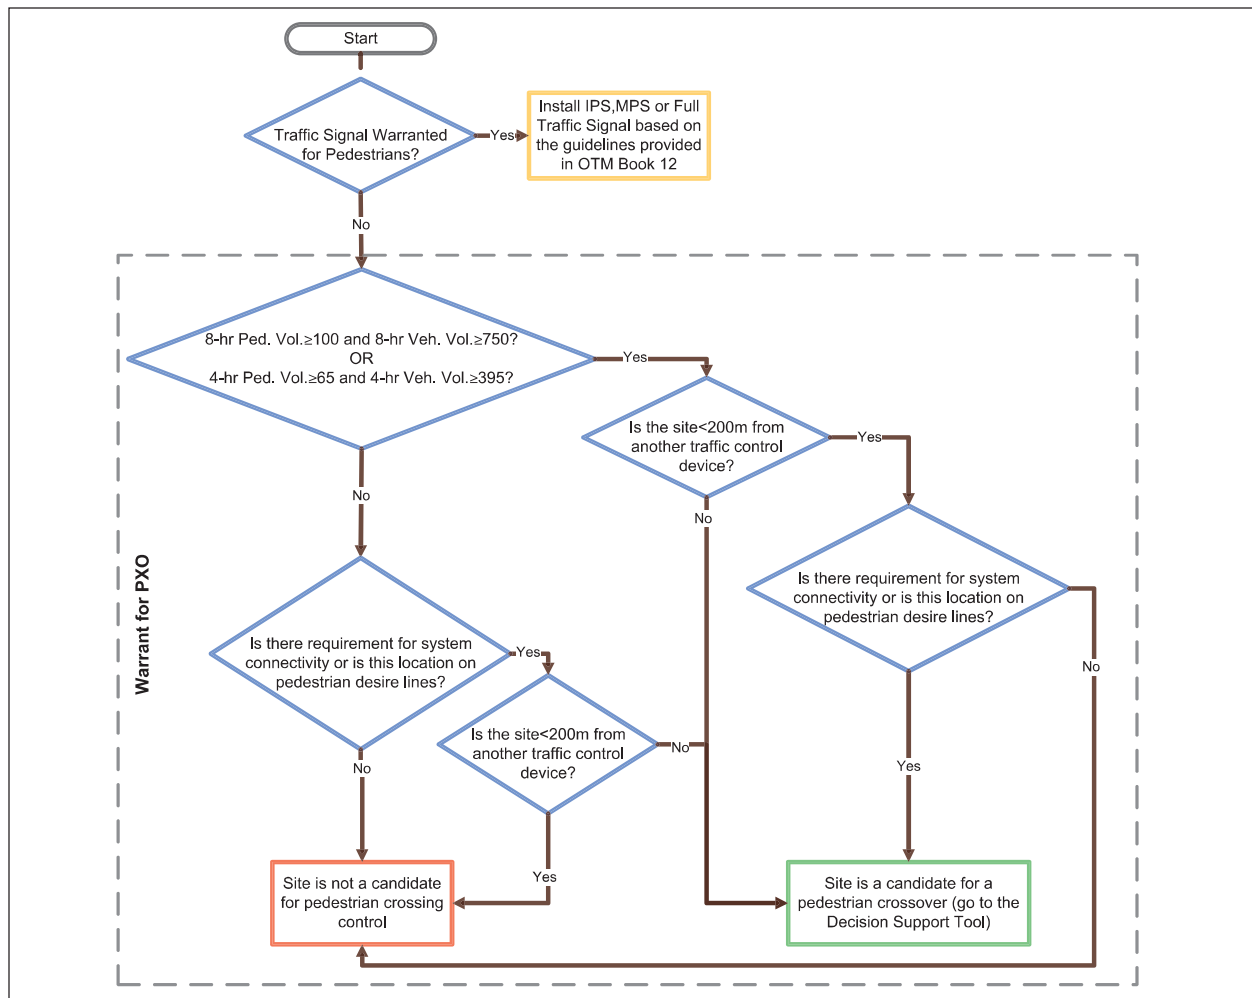 Start
Traffic Signal Warranted
for Pedestrians?
Yes
Install IPS,MPS or Full
Traffic Signal based on
the guidelines provided
in OTM Book 12
No
8-hr Ped. Vol.≥100 and 8-hr Veh. Vol.≥750?
OR
4-hr Ped. Vol.≥65 and 4-hr Veh. Vol.≥395?
Yes
Is the site<200m from
another traffic control
device?
Yes
No
No
Is there requirement for system
connectivity or is this location on
pedestrian desire lines?
No
Yes
Warrant for PXO
Is there requirement for system
connectivity or is this location on
pedestrian desire lines?
Yes
Is the site<200m from
another traffic control
device?
No
No
Yes
Site is not a candidate
for pedestrian crossing
control
Site is a candidate for a
pedestrian crossover (go to the
Decision Support Tool)